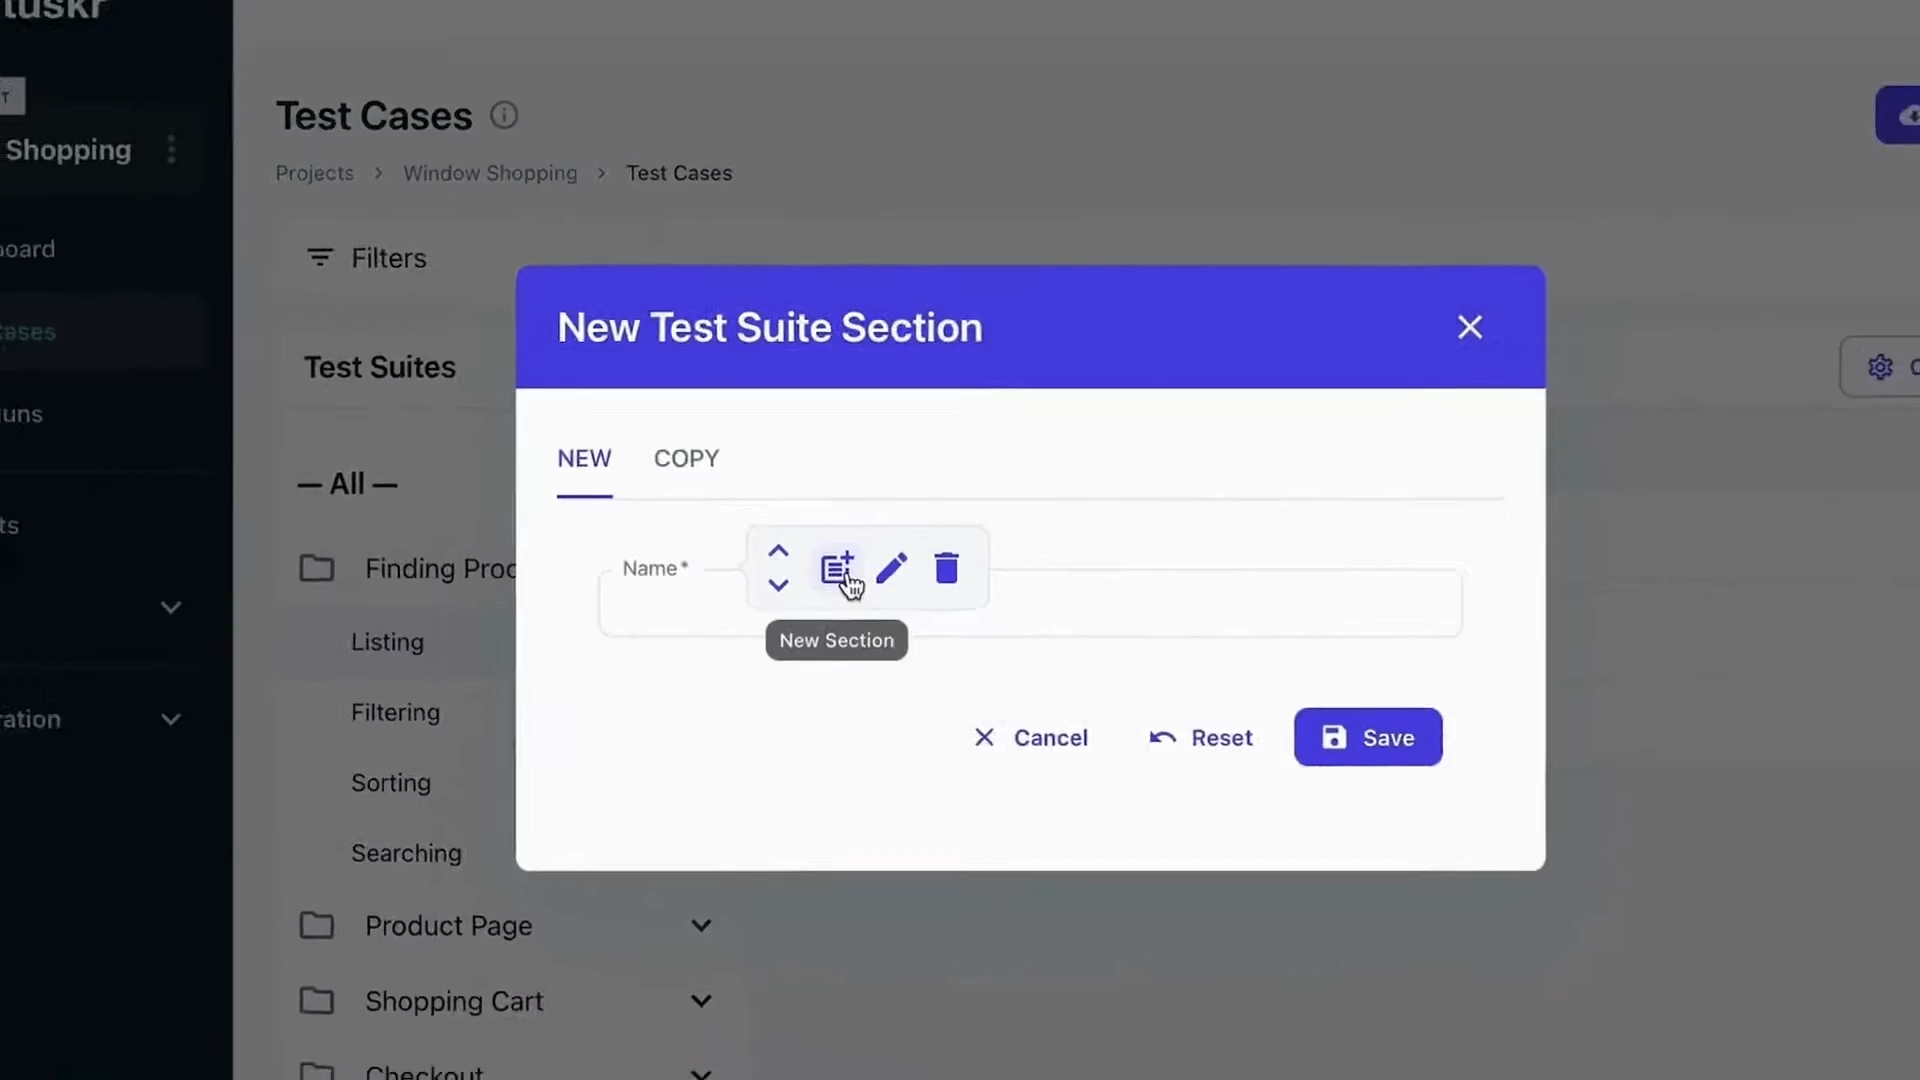 tuskr
T
Shopping
board
ases
uns
ts
ration
Test Cases
Projects > Window Shopping > Test Cases
Filters
Test Suites
— All —
Finding Proc
Listing
Filtering
Sorting
Searching
Product Page
Shopping Cart
Checkout
New Test Suite Section
NEW COPY
Name*
New Section
Cancel Reset Save